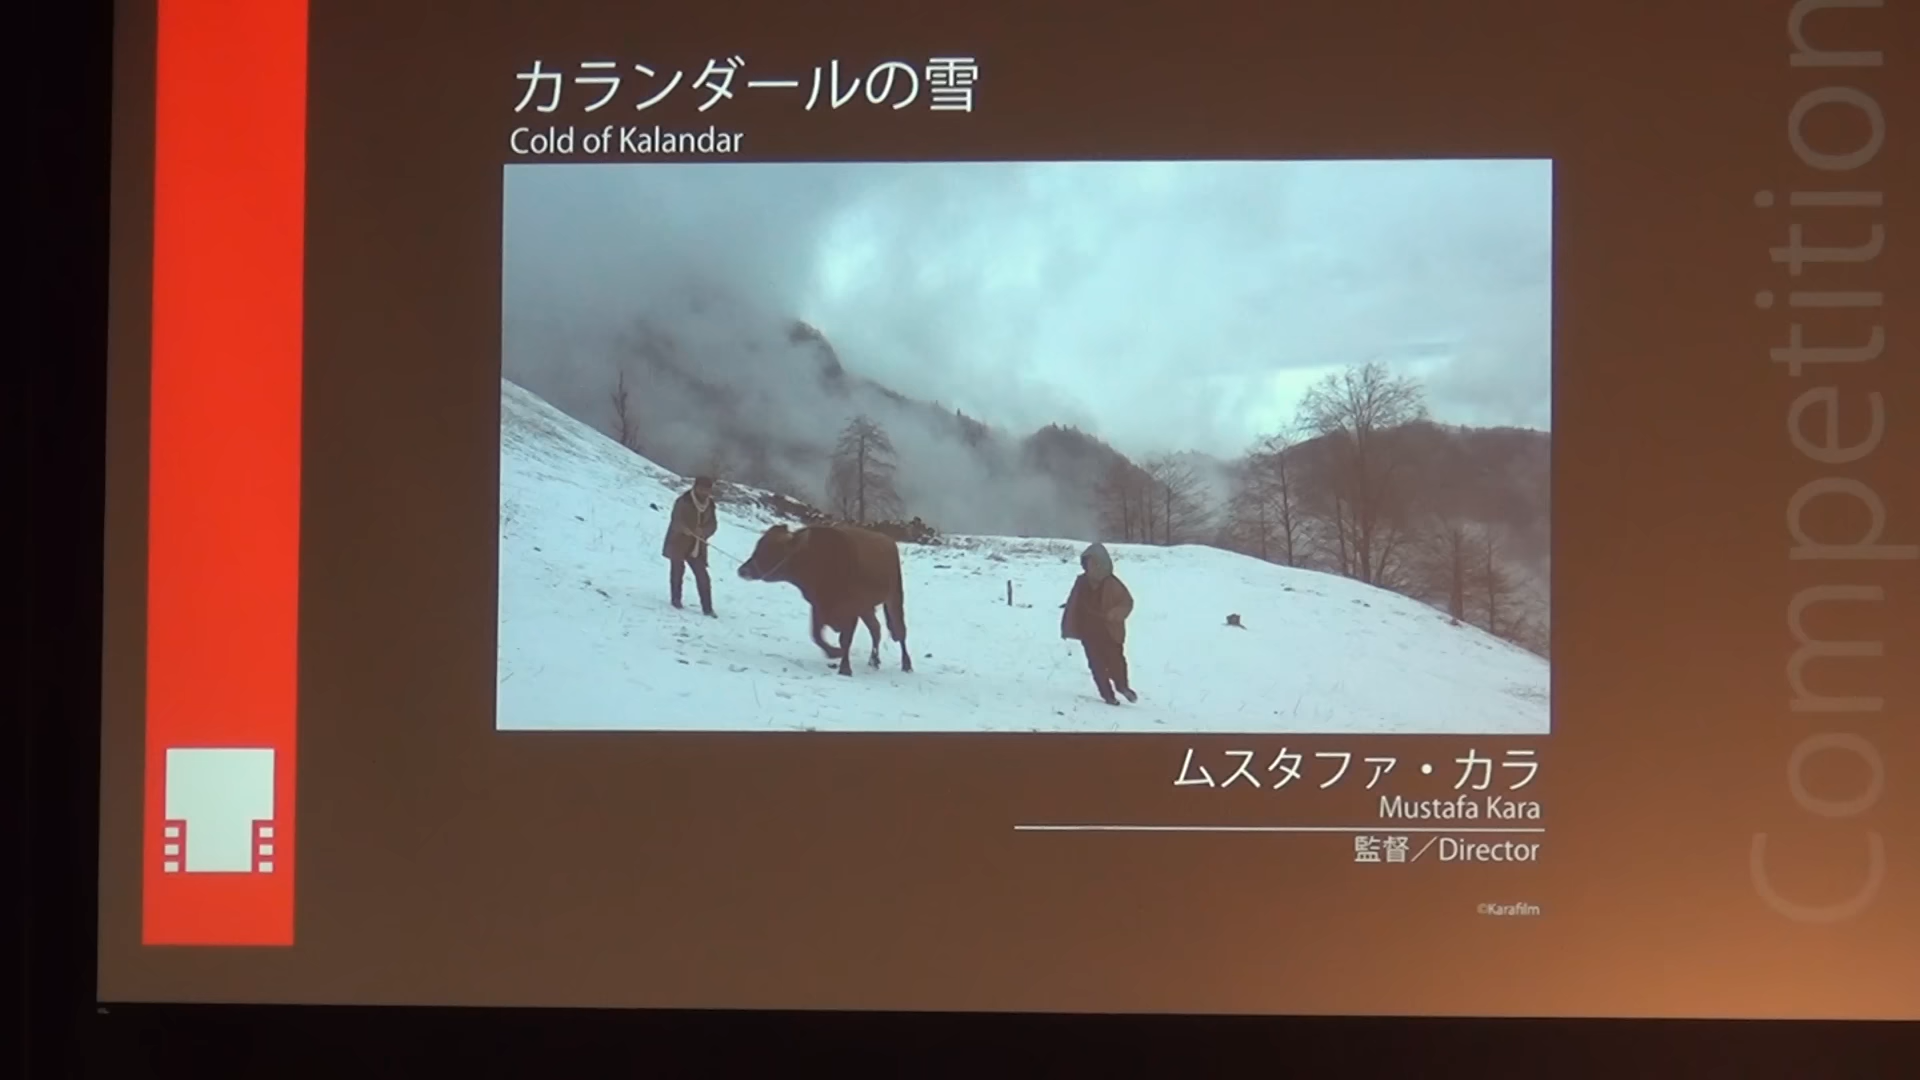 カランダールの雪
Cold of Kalandar
ムスタファ・カラ
Mustafa Kara
監督／Director
©Karafilm
Competition